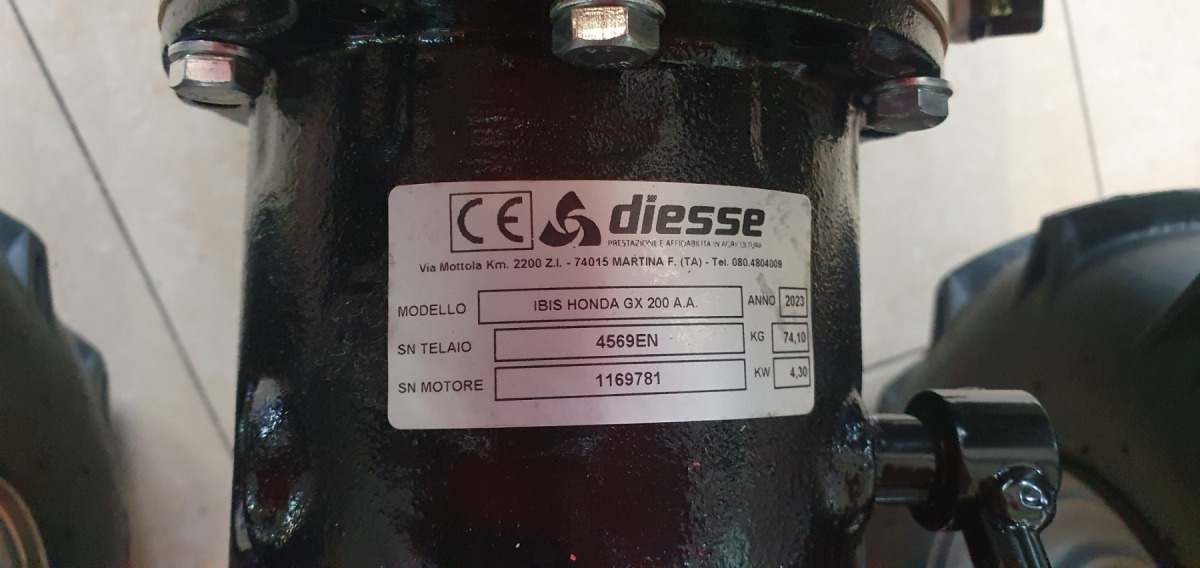 CE diesse
PRESTAZIONE E AFFIDABILITÀ IN AGRICOLTURA
Via Mottola Km. 2200 Z.I. - 74015 MARTINA F. (TA) - Tel. 080.4804009
MODELLO IBIS HONDA GX 200 A.A. ANNO 2023
SN TELAIO 4569EN KG 74,10
SN MOTORE 1169781 KW 4,30